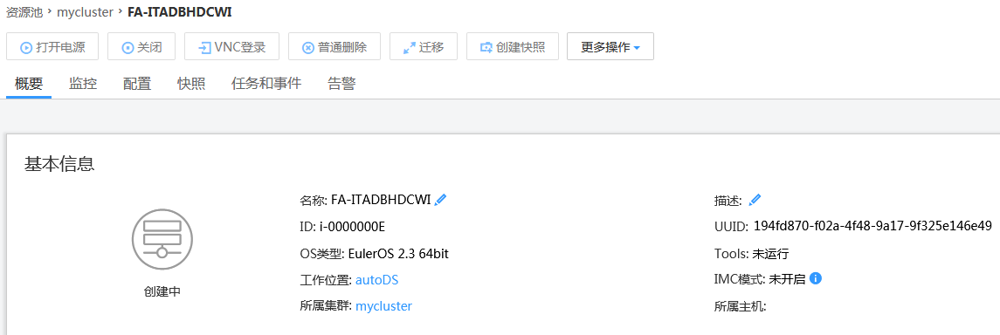 资源池 > mycluster > FA-ITADBHDCWI
打开电源 关闭 VNC登录 普通删除 迁移 创建快照 更多操作
概要 监控 配置 快照 任务和事件 告警
基本信息
名称: FA-ITADBHDCWI 描述:
ID: i-0000000E UUID: 194fd870-f02a-4f48-9a17-9f325e146e49
OS类型: EulerOS 2.3 64bit Tools: 未运行
工作位置: autoDS IMC模式: 未开启
创建中
所属集群: mycluster 所属主机: